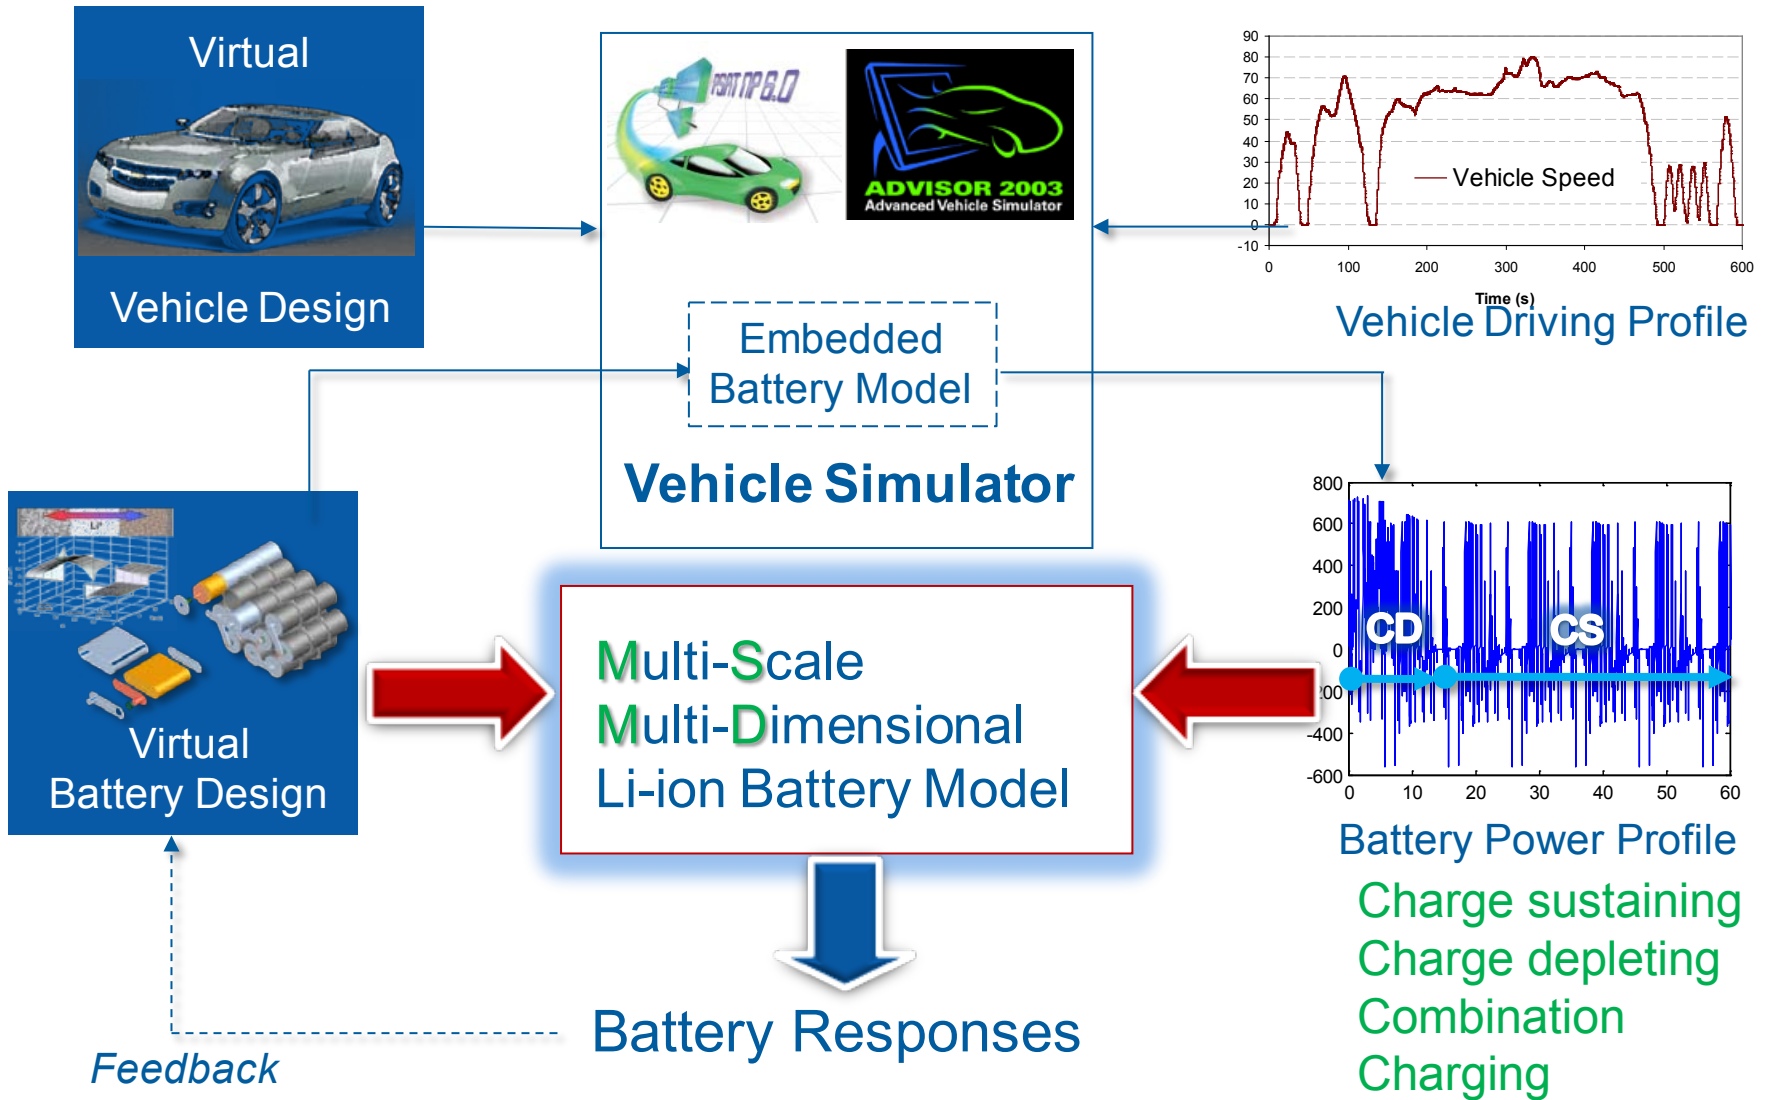 Virtual
Vehicle Design
PSAT NP 6.0
ADVISOR 2003
Advanced Vehicle Simulator
Embedded
Battery Model
Vehicle Simulator
90
80
70
60
50
40
30
20
10
0
-10
Vehicle Speed
0 100 200 300 400 500 600
Time (s)
Vehicle Driving Profile
Li+
Virtual
Battery Design
Multi-Scale
Multi-Dimensional
Li-ion Battery Model
800
600
400
200
0
-200
-400
-600
CD CS
0 10 20 30 40 50 60
Battery Power Profile
Charge sustaining
Charge depleting
Combination
Charging
Battery Responses
Feedback